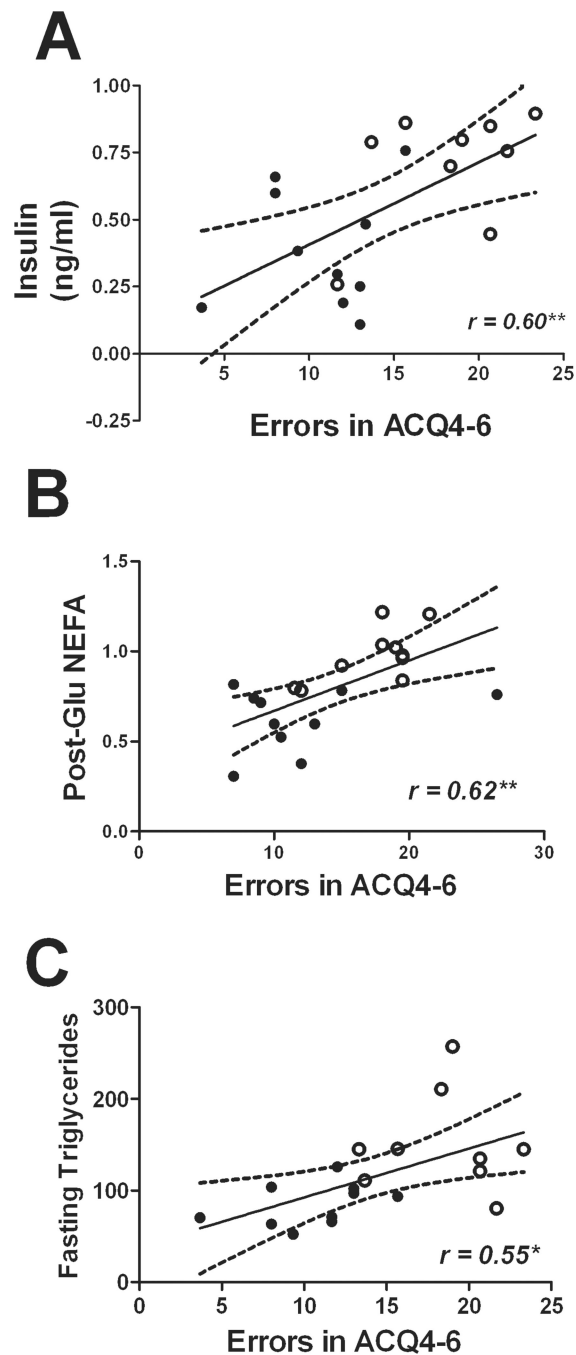 A
1.00
0.75
0.50
0.25
0.00
-0.25
Insulin
(ng/ml)
5 10 15 20 25
r = 0.60**
Errors in ACQ4-6
B
1.5
1.0
0.5
0.0
Post-Glu NEFA
0 10 20 30
r = 0.62**
Errors in ACQ4-6
C
300
200
100
0
Fasting Triglycerides
0 5 10 15 20 25
r = 0.55*
Errors in ACQ4-6